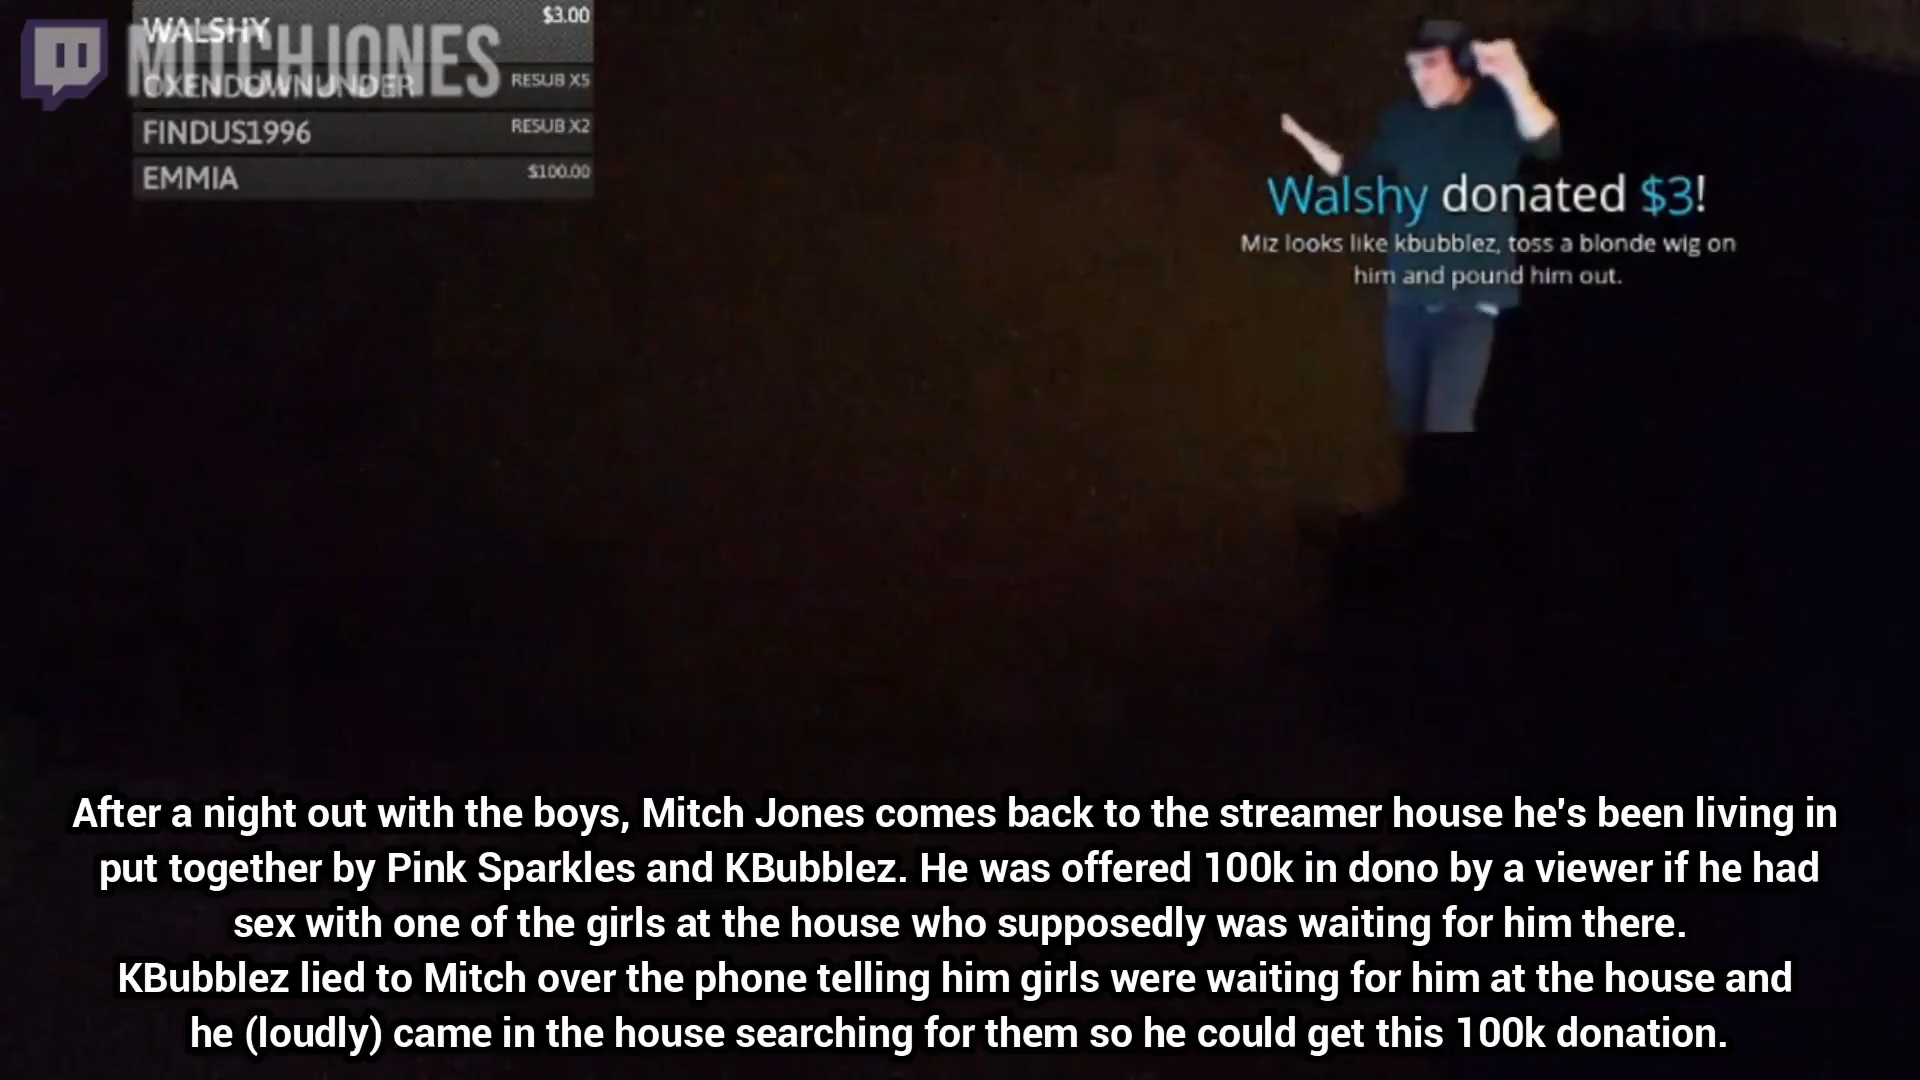 WALSHY $3.00
MITCHJONES
OXENDOWNUNDER RESUB X5
FINDUS1996 RESUB X2
EMMIA $100.00
Walshy donated $3!
Miz looks like kbubblez, toss a blonde wig on
him and pound him out.
After a night out with the boys, Mitch Jones comes back to the streamer house he's been living in
put together by Pink Sparkles and KBubblez. He was offered 100k in dono by a viewer if he had
sex with one of the girls at the house who supposedly was waiting for him there.
KBubblez lied to Mitch over the phone telling him girls were waiting for him at the house and
he (loudly) came in the house searching for them so he could get this 100k donation.